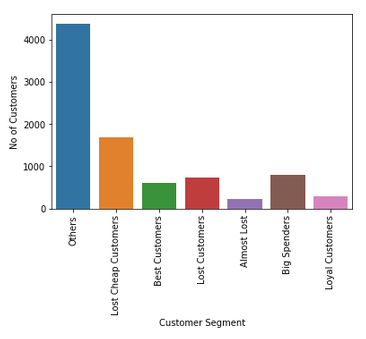 4000
3000
2000
1000
0
No of Customers
Others
Lost Cheap Customers
Best Customers
Lost Customers
Almost Lost
Big Spenders
Loyal Customers
Customer Segment